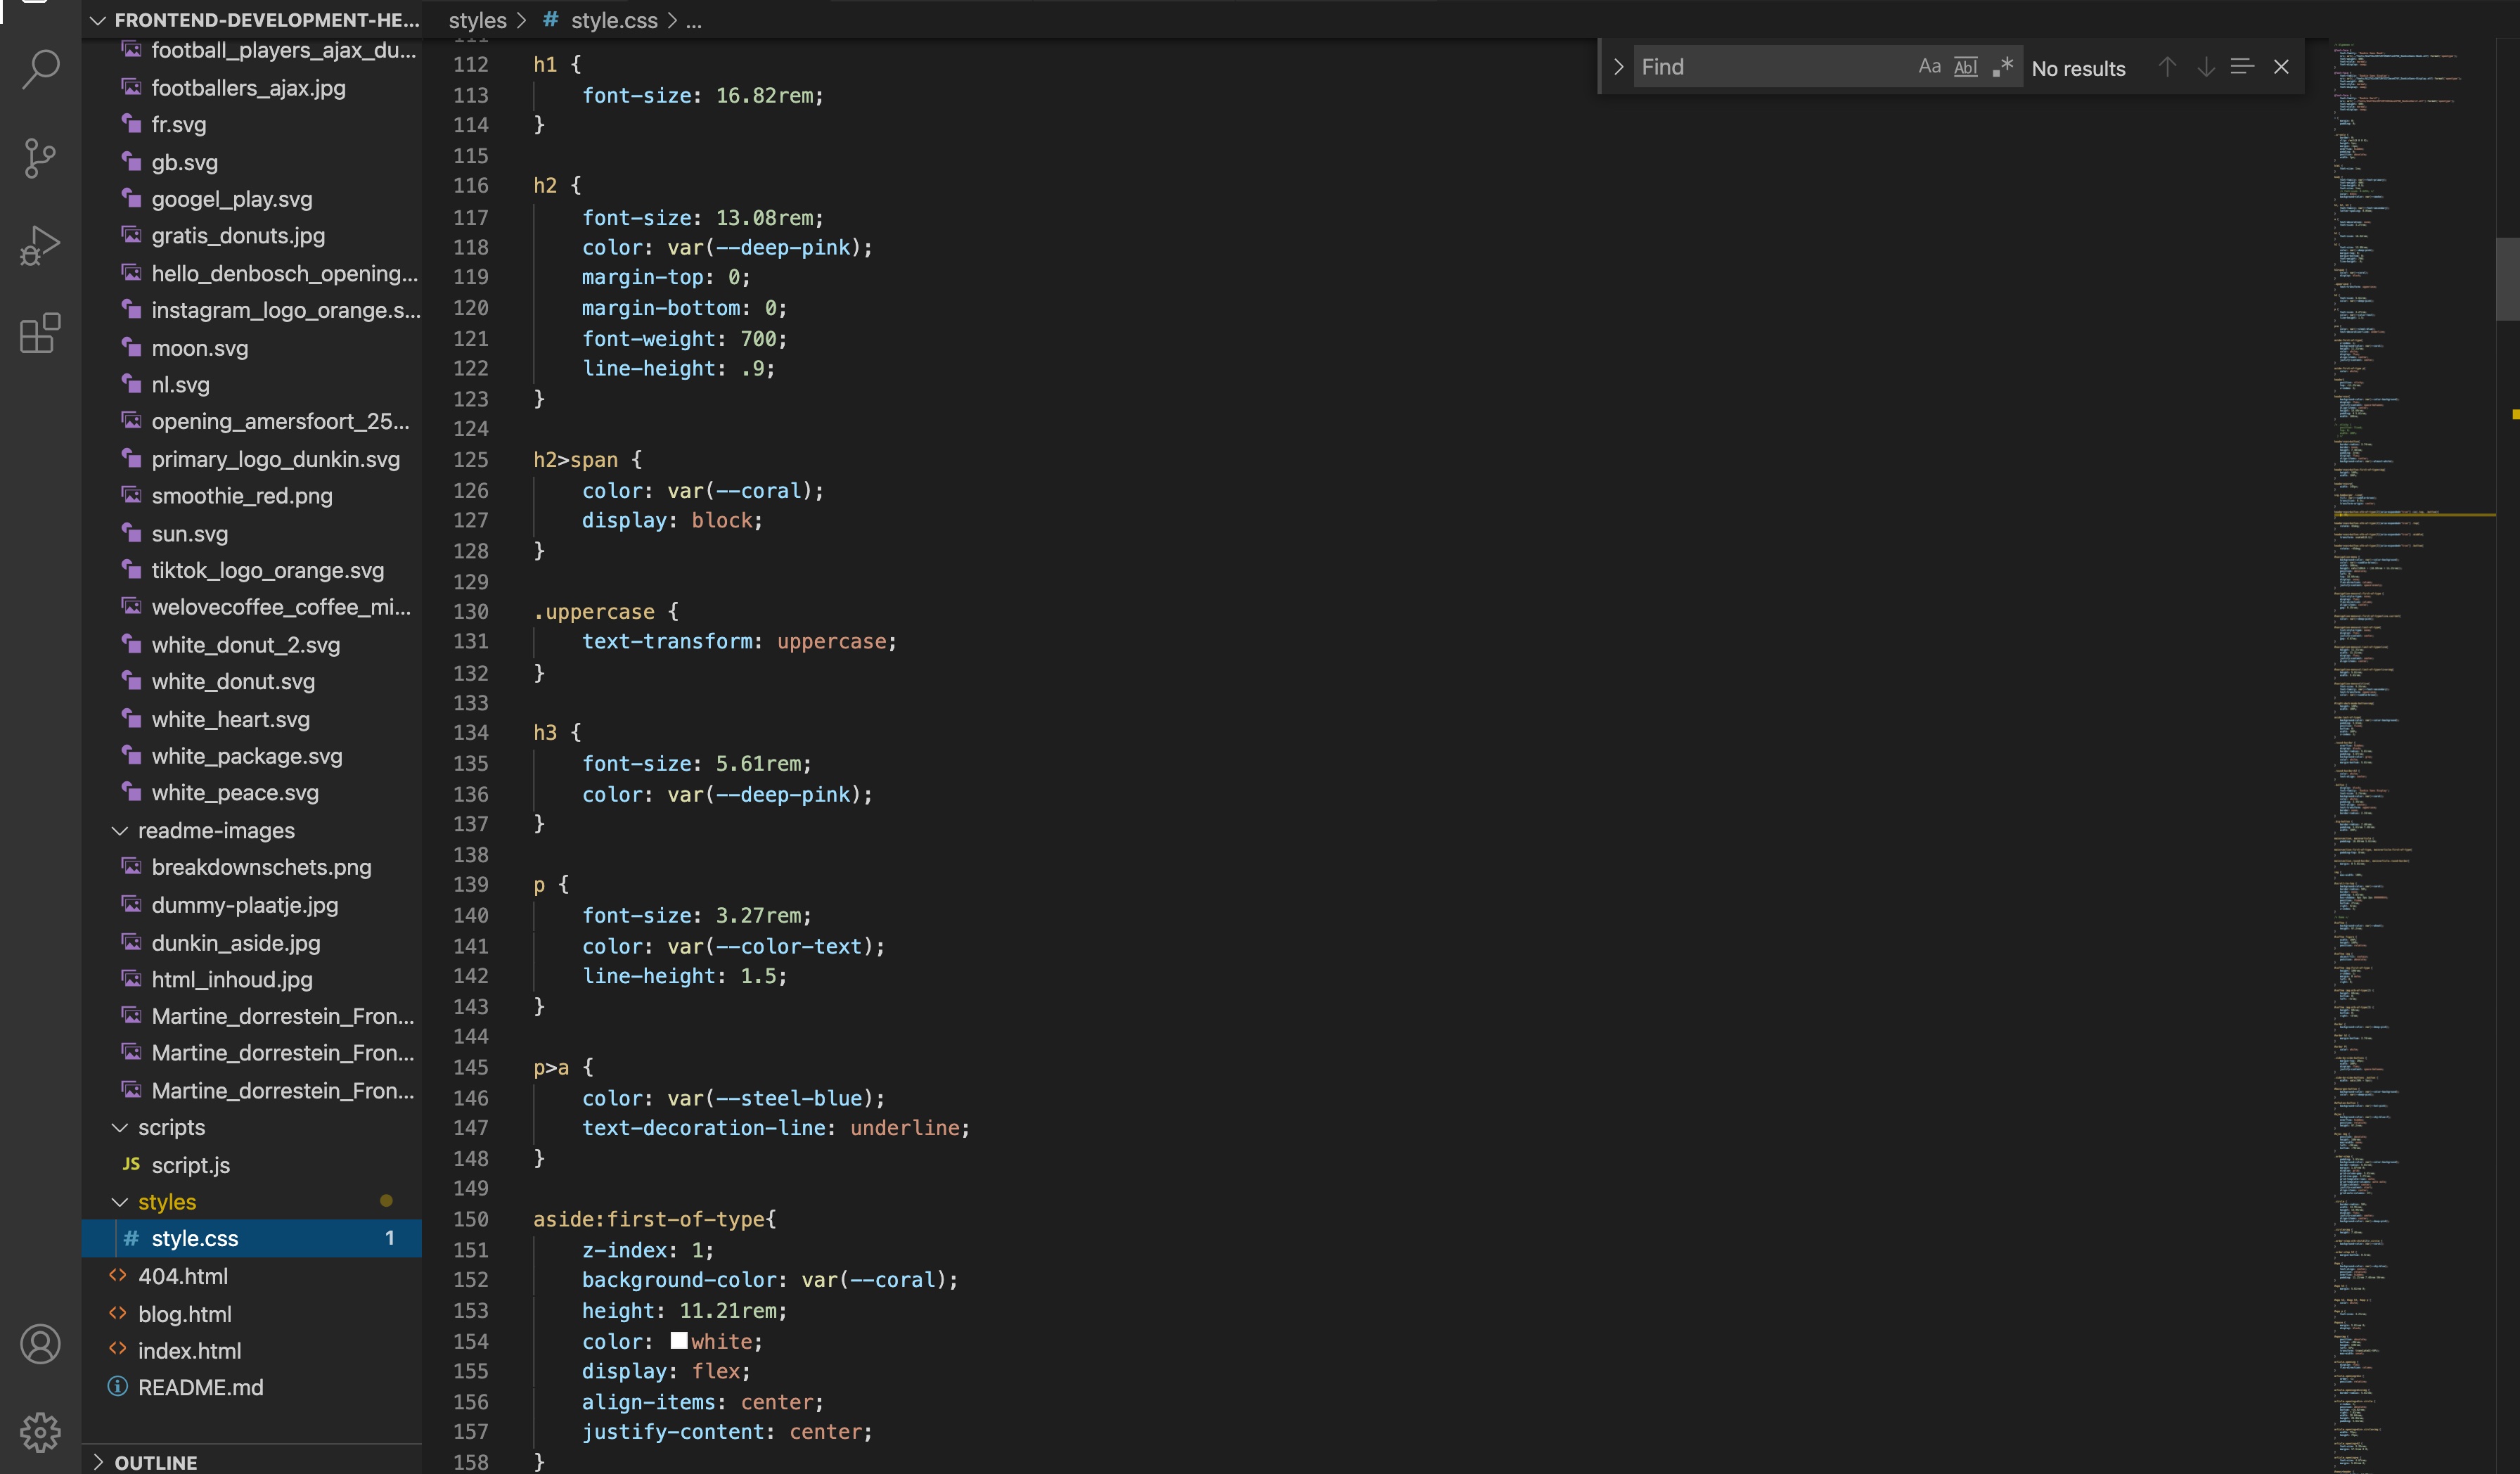 FRONTEND-DEVELOPMENT-HE...
football_players_ajax_du...
footballers_ajax.jpg
fr.svg
gb.svg
googel_play.svg
gratis_donuts.jpg
hello_denbosch_opening...
instagram_logo_orange.s...
moon.svg
nl.svg
opening_amersfoort_25...
primary_logo_dunkin.svg
smoothie_red.png
sun.svg
tiktok_logo_orange.svg
welovecoffee_coffee_mi...
white_donut_2.svg
white_donut.svg
white_heart.svg
white_package.svg
white_peace.svg
readme-images
breakdownschets.png
dummy-plaatje.jpg
dunkin_aside.jpg
html_inhoud.jpg
Martine_dorrestein_Fron...
Martine_dorrestein_Fron...
Martine_dorrestein_Fron...
scripts
JS script.js
styles
# style.css 1
<> 404.html
<> blog.html
<> index.html
README.md
OUTLINE
styles > # style.css > ...
Find Aa Abl .* No results
111
112 h1 {
113 font-size: 16.82rem;
114 }
115
116 h2 {
117 font-size: 13.08rem;
118 color: var(--deep-pink);
119 margin-top: 0;
120 margin-bottom: 0;
121 font-weight: 700;
122 line-height: .9;
123 }
124
125 h2>span {
126 color: var(--coral);
127 display: block;
128 }
129
130 .uppercase {
131 text-transform: uppercase;
132 }
133
134 h3 {
135 font-size: 5.61rem;
136 color: var(--deep-pink);
137 }
138
139 p {
140 font-size: 3.27rem;
141 color: var(--color-text);
142 line-height: 1.5;
143 }
144
145 p>a {
146 color: var(--steel-blue);
147 text-decoration-line: underline;
148 }
149
150 aside:first-of-type{
151 z-index: 1;
152 background-color: var(--coral);
153 height: 11.21rem;
154 color: white;
155 display: flex;
156 align-items: center;
157 justify-content: center;
158 }